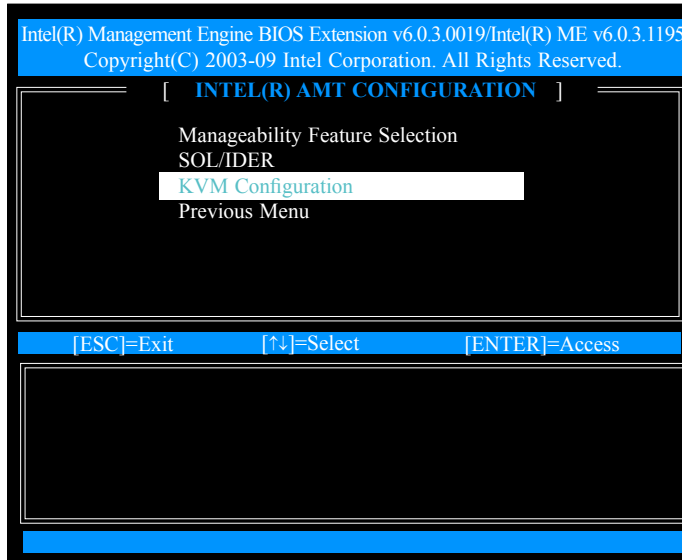 Intel(R) Management Engine BIOS Extension v6.0.3.0019/Intel(R) ME v6.0.3.1195
Copyright(C) 2003-09 Intel Corporation. All Rights Reserved.
[ INTEL(R) AMT CONFIGURATION ]
Manageability Feature Selection
SOL/IDER
KVM Configuration
Previous Menu
[ESC]=Exit [↑↓]=Select [ENTER]=Access